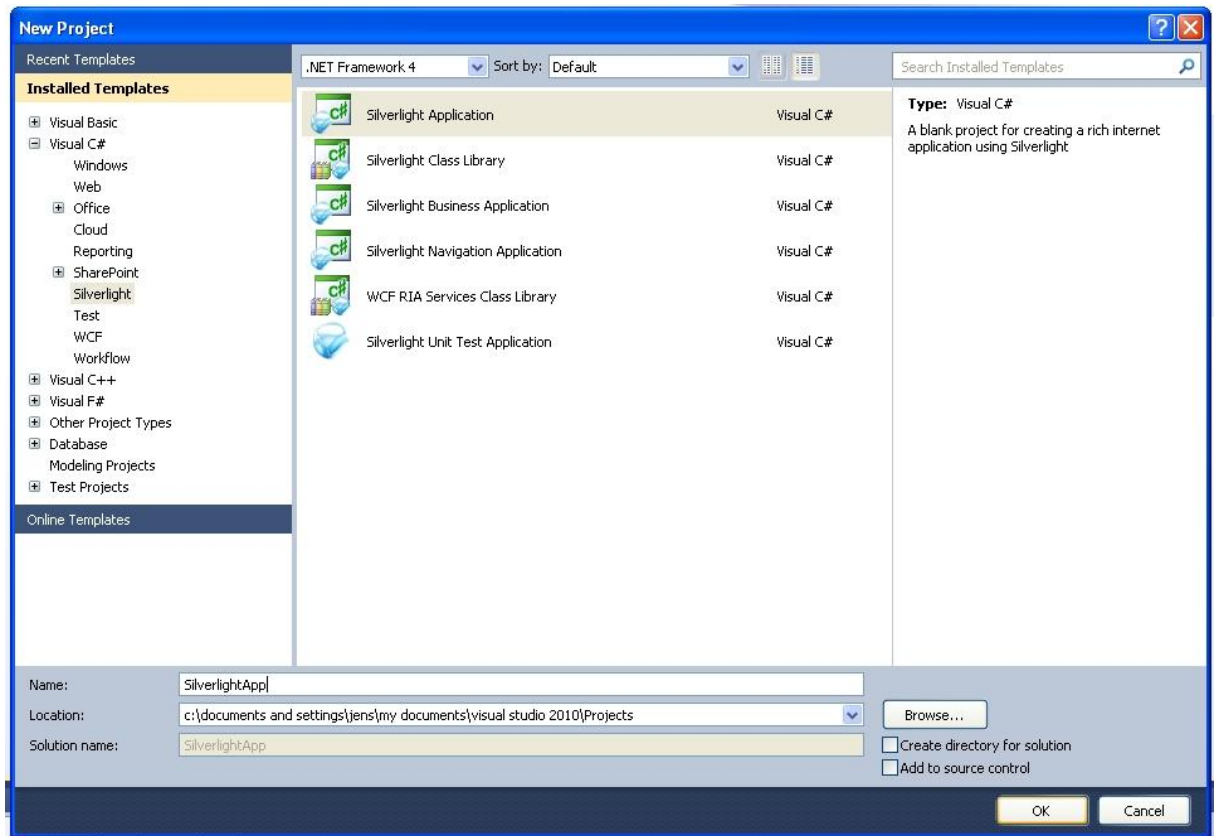 New Project
Recent Templates
Installed Templates
Visual Basic
Visual C#
Windows
Web
Office
Cloud
Reporting
SharePoint
Silverlight
Test
WCF
Workflow
Visual C++
Visual F#
Other Project Types
Database
Modeling Projects
Test Projects
Online Templates
.NET Framework 4 Sort by: Default
Silverlight Application Visual C#
Silverlight Class Library Visual C#
Silverlight Business Application Visual C#
Silverlight Navigation Application Visual C#
WCF RIA Services Class Library Visual C#
Silverlight Unit Test Application Visual C#
Search Installed Templates
Type: Visual C#
A blank project for creating a rich internet
application using Silverlight
Name: SilverlightApp
Location: c:\documents and settings\jens\my documents\visual studio 2010\Projects Browse...
Solution name: SilverlightApp Create directory for solution
Add to source control
OK Cancel